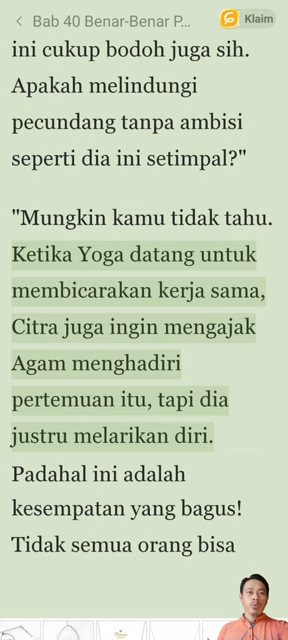 Bab 40 Benar-Benar P...
Klaim
ini cukup bodoh juga sih.
Apakah melindungi
pecundang tanpa ambisi
seperti dia ini setimpal?"
"Mungkin kamu tidak tahu.
Ketika Yoga datang untuk
membicarakan kerja sama,
Citra juga ingin mengajak
Agam menghadiri
pertemuan itu, tapi dia
justru melarikan diri.
Padahal ini adalah
kesempatan yang bagus!
Tidak semua orang bisa